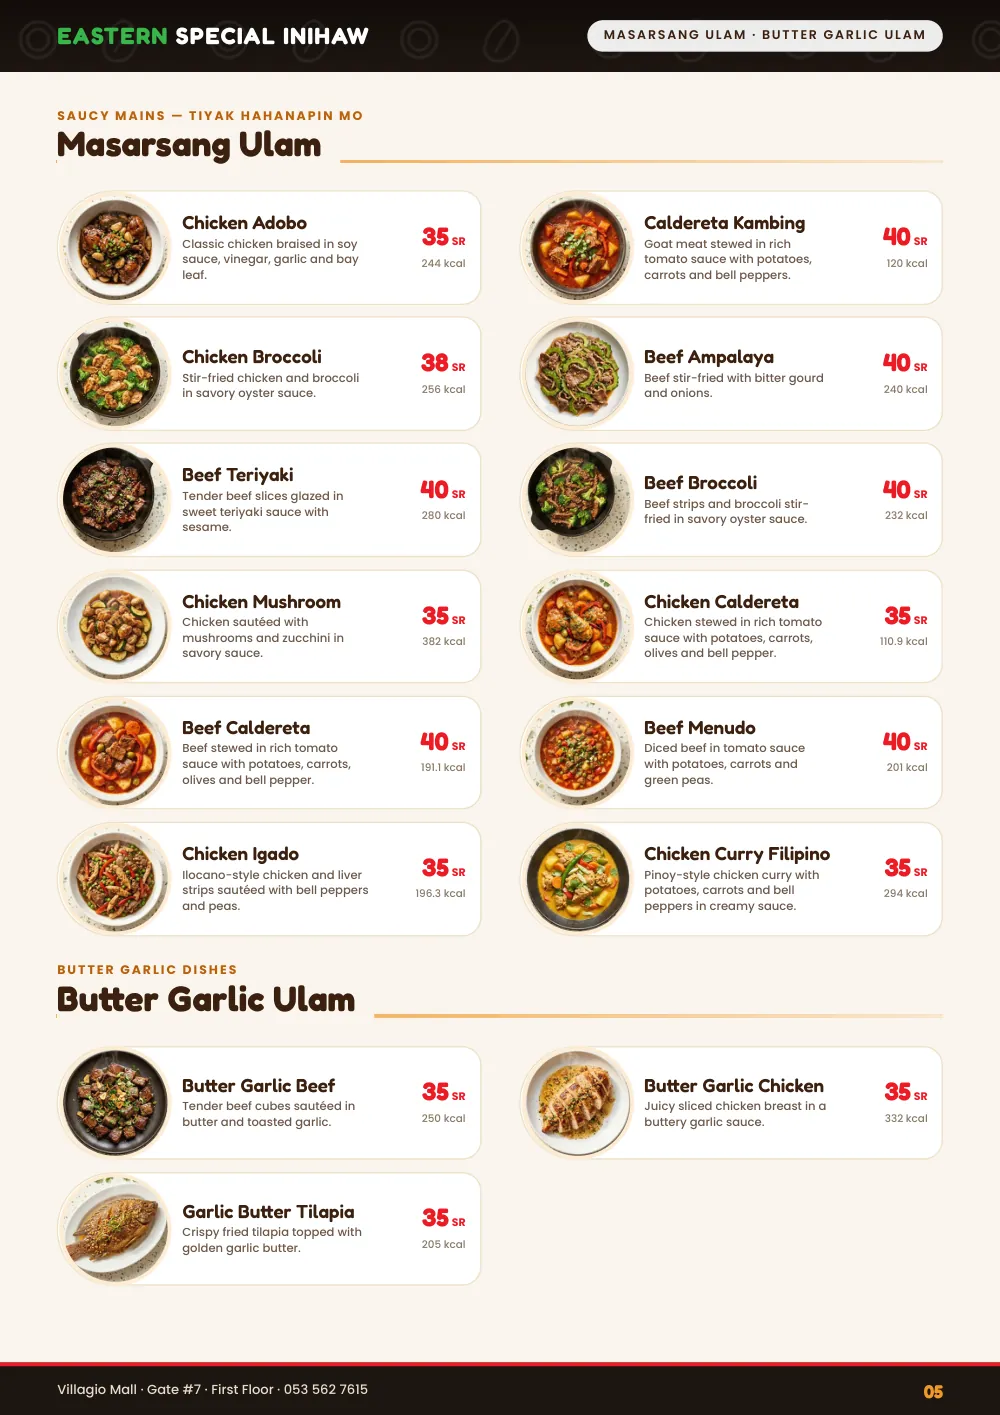 EASTERN SPECIAL INIHAW
MASARSANG ULAM · BUTTER GARLIC ULAM
SAUCY MAINS — TIYAK HAHANAPIN MO
Masarsang Ulam
Chicken Adobo
Classic chicken braised in soy
sauce, vinegar, garlic and bay
leaf.
35 SR
244 kcal
Caldereta Kambing
Goat meat stewed in rich
tomato sauce with potatoes,
carrots and bell peppers.
40 SR
120 kcal
Chicken Broccoli
Stir-fried chicken and broccoli
in savory oyster sauce.
38 SR
256 kcal
Beef Ampalaya
Beef stir-fried with bitter gourd
and onions.
40 SR
240 kcal
Beef Teriyaki
Tender beef slices glazed in
sweet teriyaki sauce with
sesame.
40 SR
280 kcal
Beef Broccoli
Beef strips and broccoli stir-
fried in savory oyster sauce.
40 SR
232 kcal
Chicken Mushroom
Chicken sautéed with
mushrooms and zucchini in
savory sauce.
35 SR
382 kcal
Chicken Caldereta
Chicken stewed in rich tomato
sauce with potatoes, carrots,
olives and bell pepper.
35 SR
110.9 kcal
Beef Caldereta
Beef stewed in rich tomato
sauce with potatoes, carrots,
olives and bell pepper.
40 SR
191.1 kcal
Beef Menudo
Diced beef in tomato sauce
with potatoes, carrots and
green peas.
40 SR
201 kcal
Chicken Igado
Ilocano-style chicken and liver
strips sautéed with bell peppers
and peas.
35 SR
196.3 kcal
Chicken Curry Filipino
Pinoy-style chicken curry with
potatoes, carrots and bell
peppers in creamy sauce.
35 SR
294 kcal
BUTTER GARLIC DISHES
Butter Garlic Ulam
Butter Garlic Beef
Tender beef cubes sautéed in
butter and toasted garlic.
35 SR
250 kcal
Butter Garlic Chicken
Juicy sliced chicken breast in a
buttery garlic sauce.
35 SR
332 kcal
Garlic Butter Tilapia
Crispy fried tilapia topped with
golden garlic butter.
35 SR
205 kcal
Villagio Mall · Gate #7 · First Floor · 053 562 7615
05